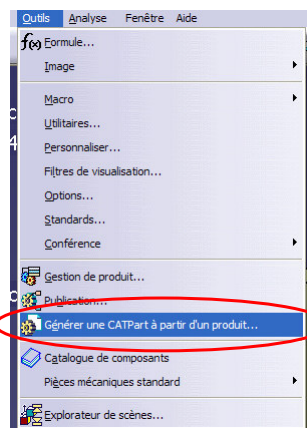 Outils Analyse Fenêtre Aide
f(x) Formule...
Image
Macro
Utilitaires...
Personnaliser...
Filtres de visualisation...
Options...
Standards...
Conférence
Gestion de produit...
Publication...
Générer une CATPart à partir d'un produit...
Catalogue de composants
Pièces mécaniques standard
Explorateur de scènes...